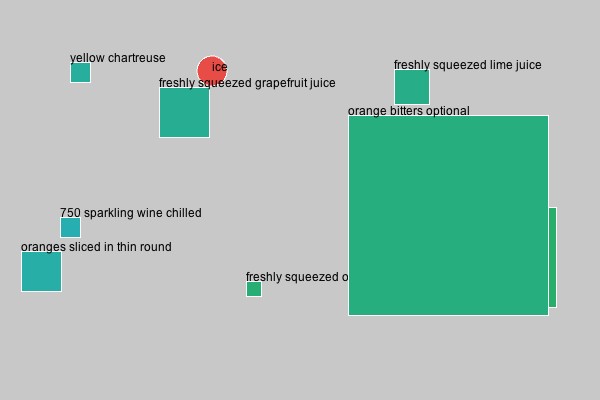 yellow chartreuse
ice
freshly squeezed lime juice
freshly squeezed grapefruit juice
orange bitters optional
750 sparkling wine chilled
oranges sliced in thin round
freshly squeezed o